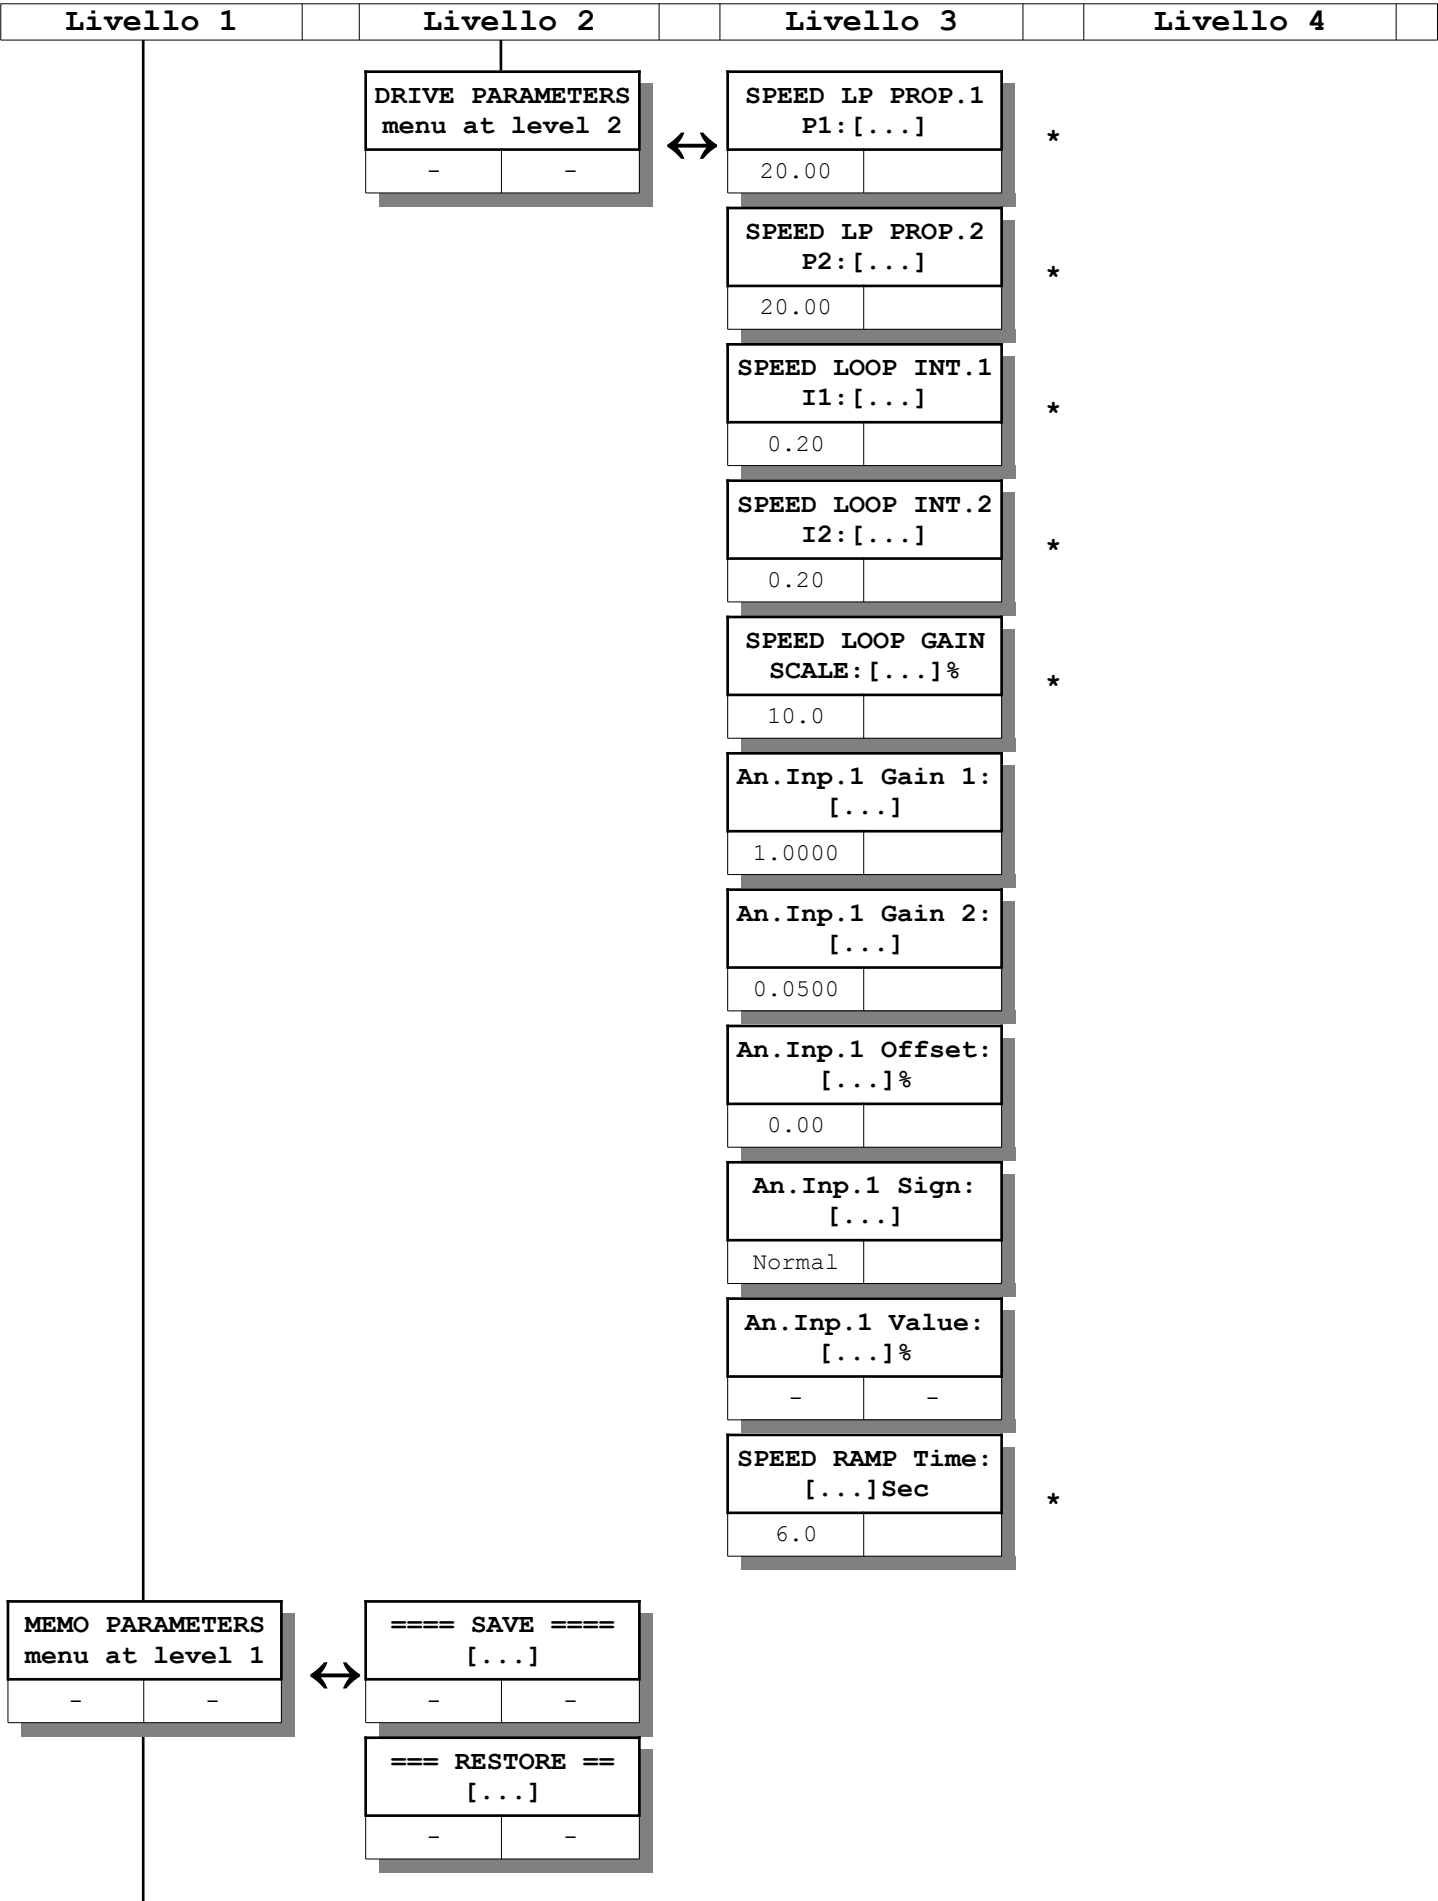 Livello 1 Livello 2 Livello 3 Livello 4
DRIVE PARAMETERS
menu at level 2
- -
SPEED LP PROP.1
P1:[...]
*
20.00
SPEED LP PROP.2
P2:[...]
*
20.00
SPEED LOOP INT.1
I1:[...]
*
0.20
SPEED LOOP INT.2
I2:[...]
*
0.20
SPEED LOOP GAIN
SCALE:[...]%
*
10.0
An.Inp.1 Gain 1:
[...]
1.0000
An.Inp.1 Gain 2:
[...]
0.0500
An.Inp.1 Offset:
[...]%
0.00
An.Inp.1 Sign:
[...]
Normal
An.Inp.1 Value:
[...]%
- -
SPEED RAMP Time:
[...]Sec
*
6.0
MEMO PARAMETERS
menu at level 1
- -
==== SAVE ====
[...]
- -
=== RESTORE ==
[...]
- -